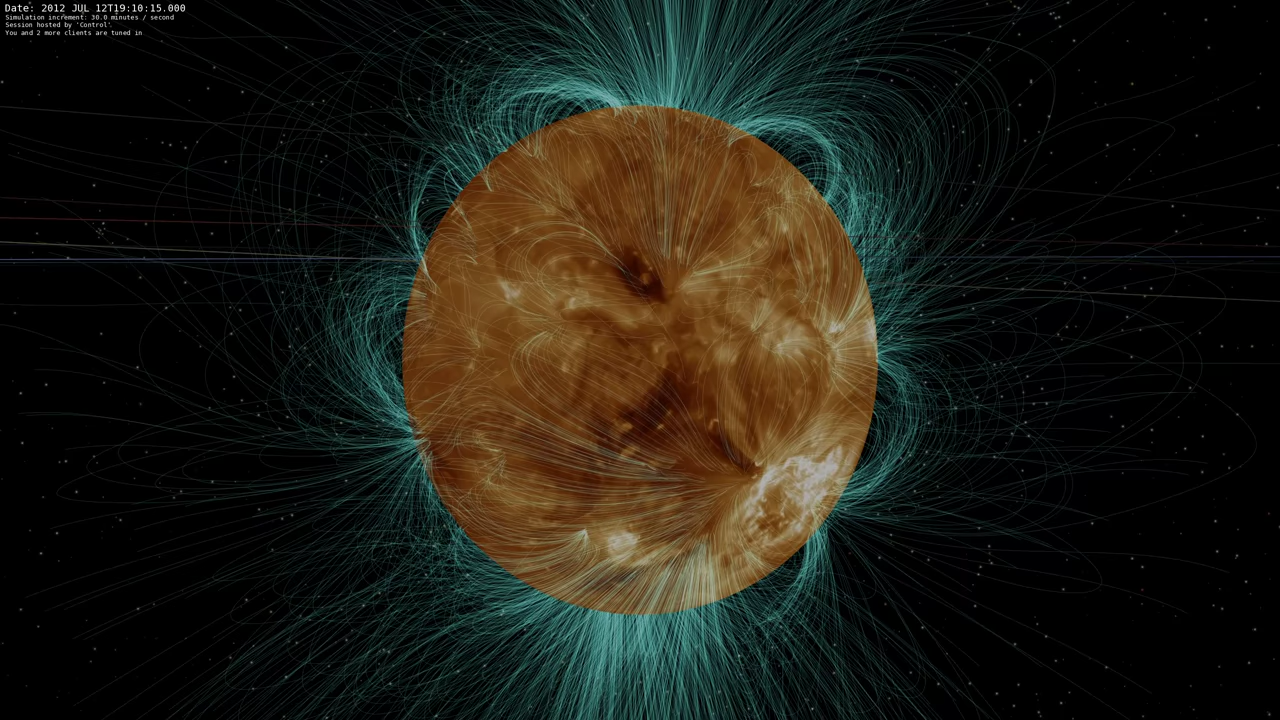 Date: 2012 JUL 12T19:10:15.000
Simulation increment: 30.0 minutes / second
Session hosted by 'Control'
You and 2 more clients are tuned in